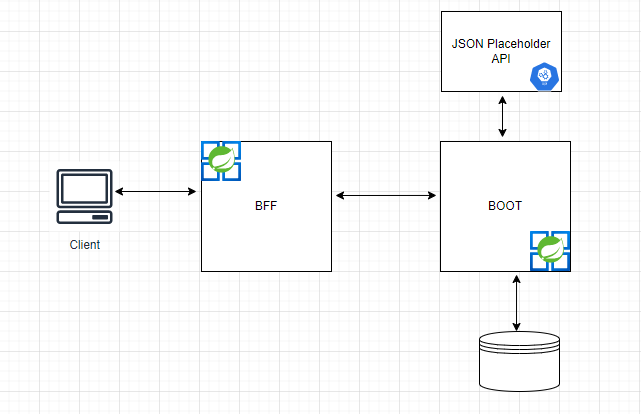 JSON Placeholder
API
BFF
BOOT
Client